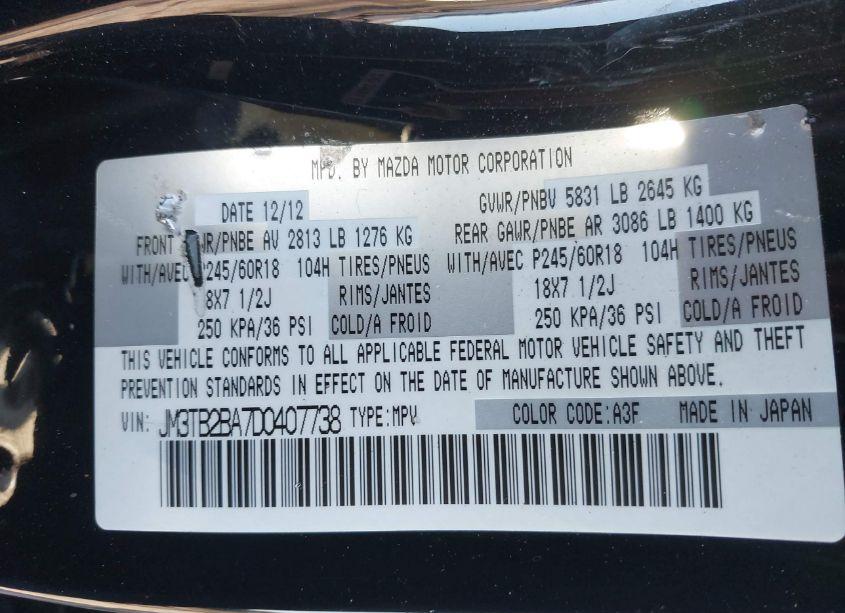 MFD. BY MAZDA MOTOR CORPORATION
DATE 12/12 GVWR/PNBV 5831 LB 2645 KG
FRONT WR/PNBE AV 2813 LB 1276 KG REAR GAWR/PNBE AR 3086 LB 1400 KG
WITH/AVEC P245/60R18 104H TIRES/PNEUS WITH/AVEC P245/60R18 104H TIRES/PNEUS
18X7 1/2J RIMS/JANTES 18X7 1/2J RIMS/JANTES
250 KPA/36 PSI COLD/A FROID 250 KPA/36 PSI COLD/A FROID
THIS VEHICLE CONFORMS TO ALL APPLICABLE FEDERAL MOTOR VEHICLE SAFETY AND THEFT
PREVENTION STANDARDS IN EFFECT ON THE DATE OF MANUFACTURE SHOWN ABOVE.
VIN: JM3TB2BA7D0407738 TYPE:MPV COLOR CODE:A3F MADE IN JAPAN